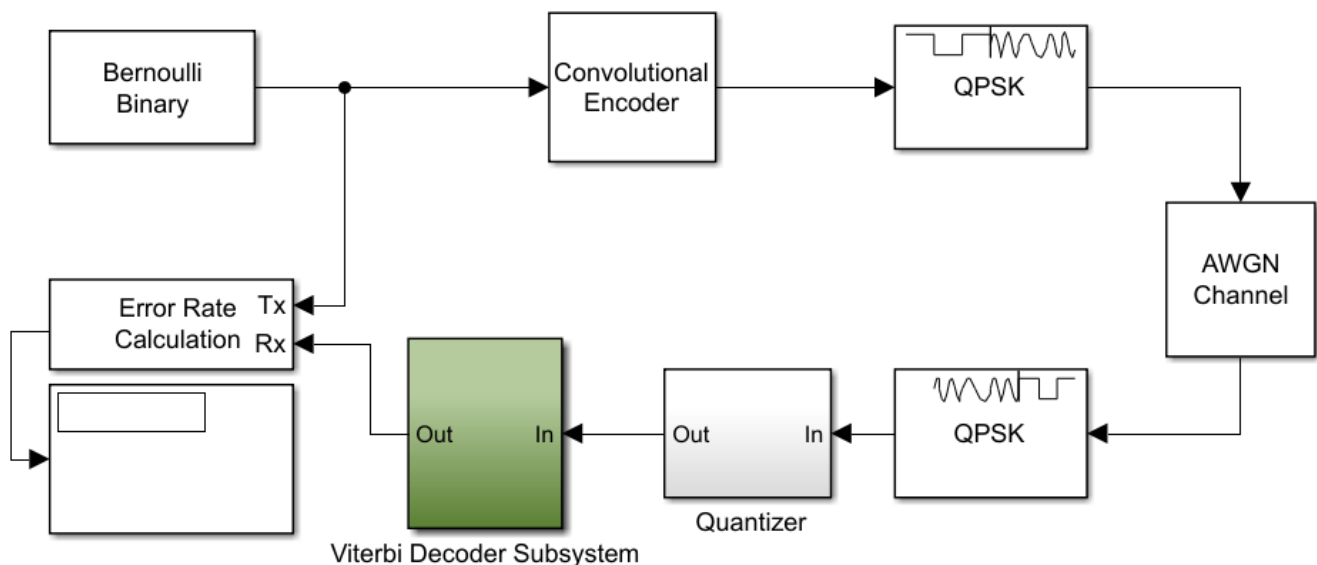 Bernoulli
Binary
Convolutional
Encoder
QPSK
AWGN
Channel
Error Rate
Calculation
Tx
Rx
Out
In
Viterbi Decoder Subsystem
Out
In
Quantizer
QPSK